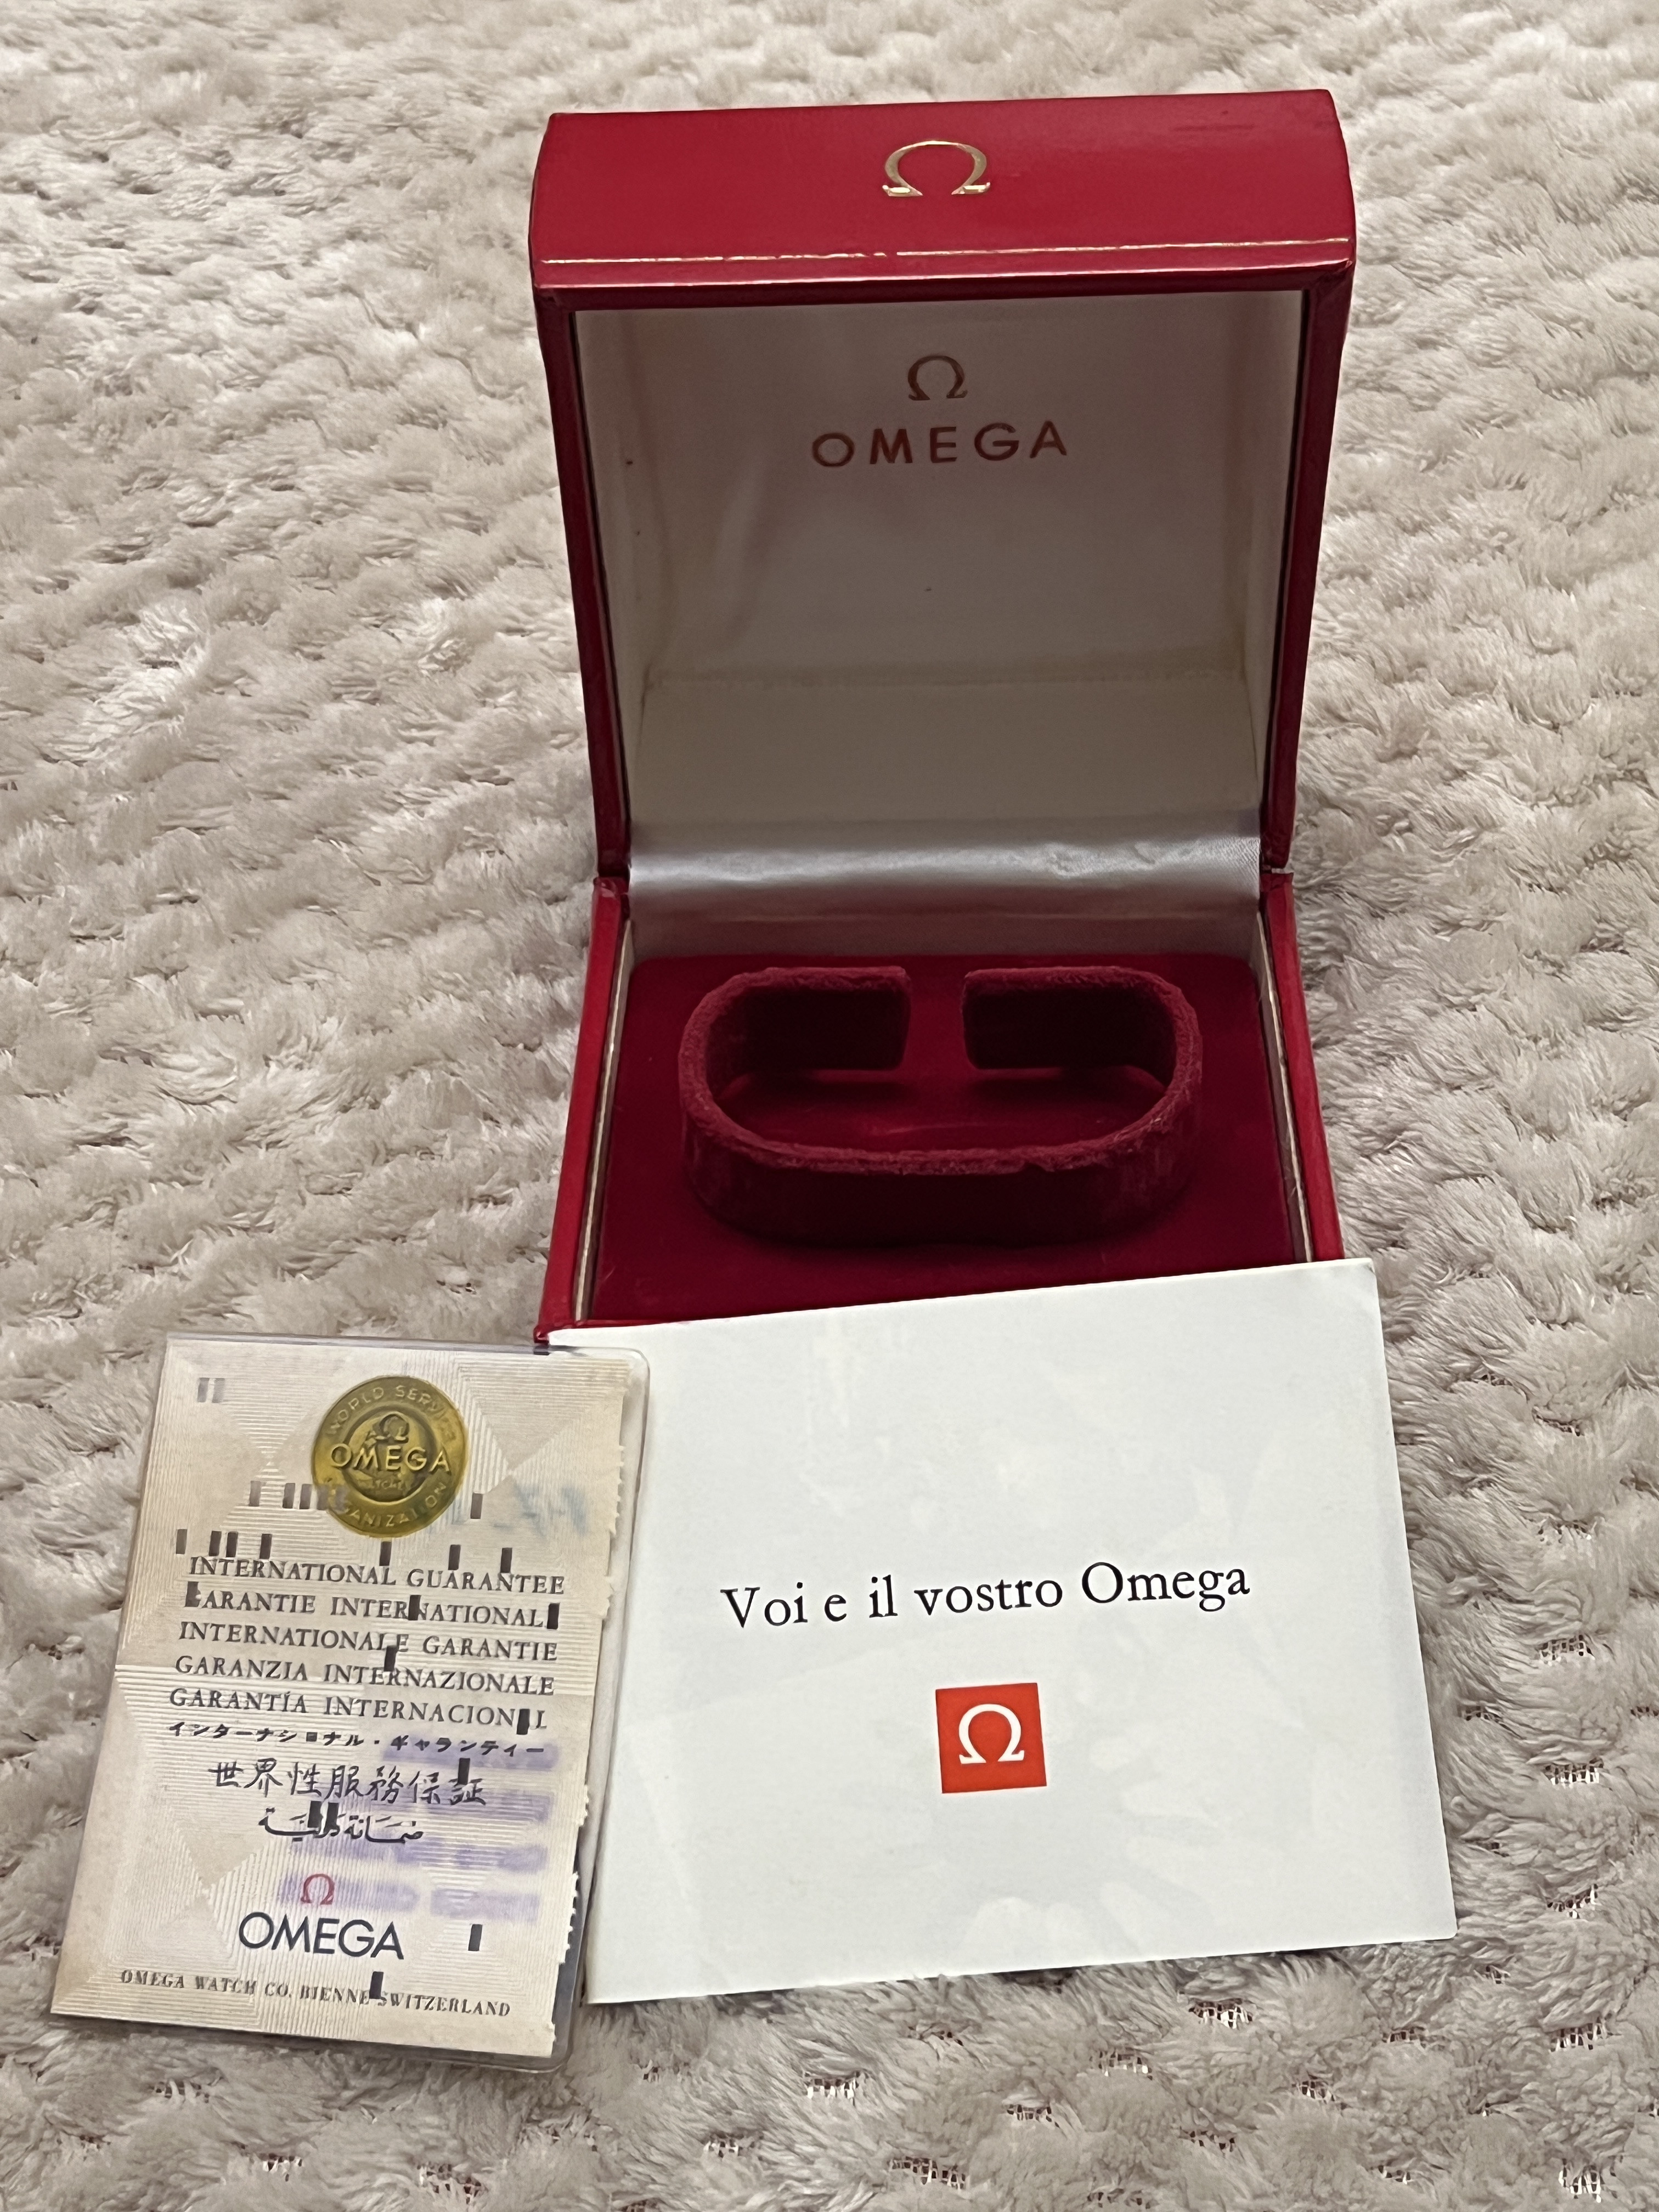 Ω
Ω
OMEGA
WORLD SERVICE
Ω
OMEGA
ORGANIZATION
INTERNATIONAL GUARANTEE
GARANTIE INTERNATIONALE
INTERNATIONALE GARANTIE
GARANZIA INTERNAZIONALE
GARANTÍA INTERNACIONAL
インターナショナル・ギャランティー
世界性服務保証
ضمانة دولية
Ω
OMEGA
OMEGA WATCH CO. BIENNE SWITZERLAND
Voi e il vostro Omega
Ω